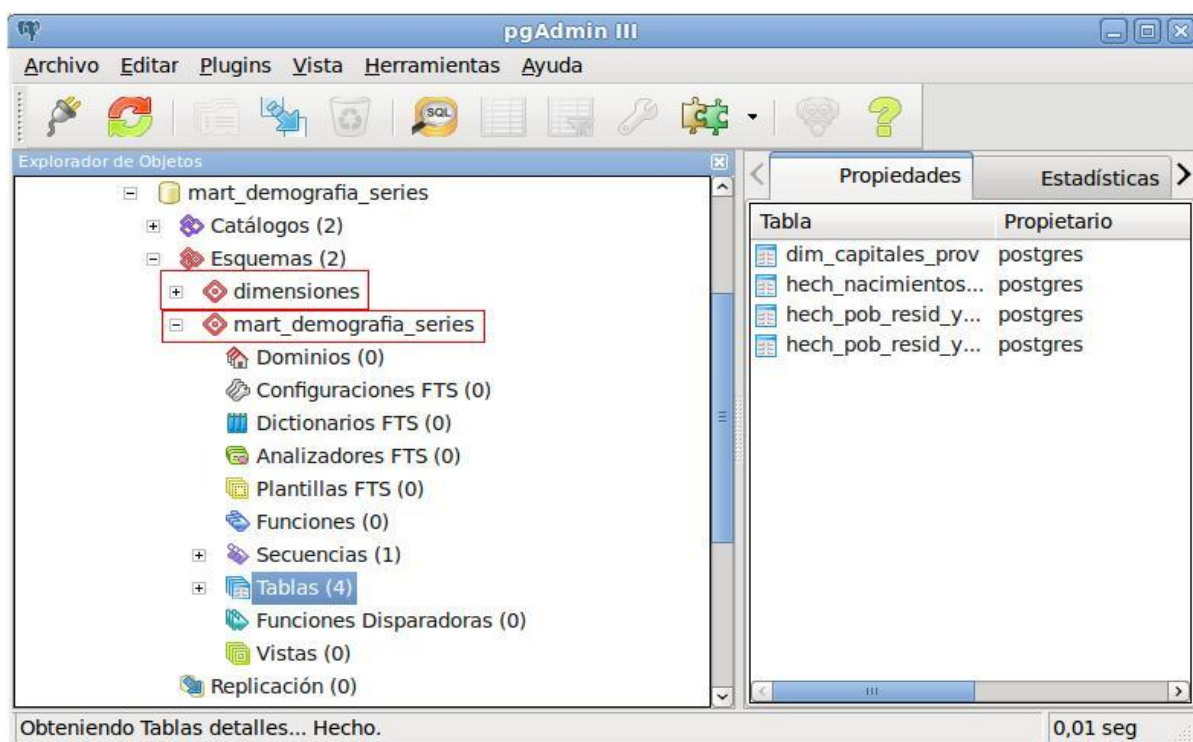 pgAdmin III
Archivo Editar Plugins Vista Herramientas Ayuda
SQL
Explorador de Objetos
mart_demografia_series
Catálogos (2)
Esquemas (2)
dimensiones
mart_demografia_series
Dominios (0)
Configuraciones FTS (0)
Dictionarios FTS (0)
Analizadores FTS (0)
Plantillas FTS (0)
Funciones (0)
Secuencias (1)
Tablas (4)
Funciones Disparadoras (0)
Vistas (0)
Replicación (0)
Propiedades Estadísticas
Tabla Propietario
dim_capitales_prov postgres
hech_nacimientos... postgres
hech_pob_resid_y... postgres
hech_pob_resid_y... postgres
Obteniendo Tablas detalles... Hecho. 0,01 seg